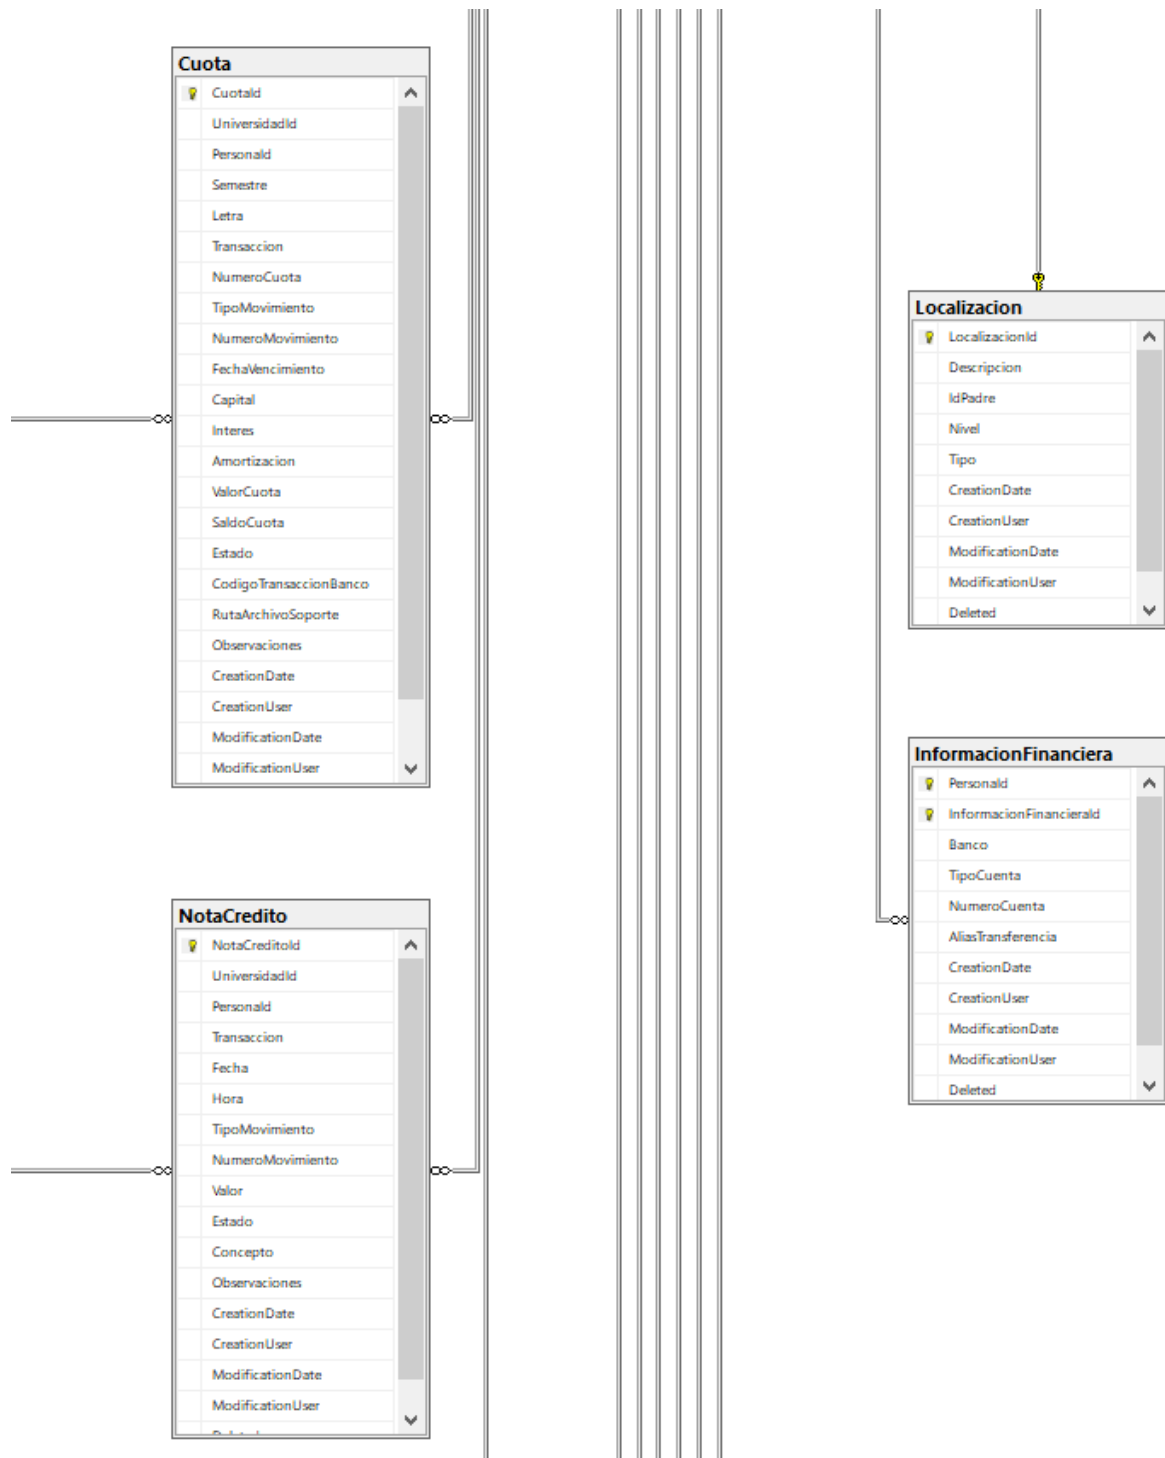 Cuota
CuotaId
UniversidadId
PersonaId
Semestre
Letra
Transaccion
NumeroCuota
TipoMovimiento
NumeroMovimiento
FechaVencimiento
Capital
Interes
Amortizacion
ValorCuota
SaldoCuota
Estado
CodigoTransaccionBanco
RutaArchivoSoporte
Observaciones
CreationDate
CreationUser
ModificationDate
ModificationUser
NotaCredito
NotaCreditoId
UniversidadId
PersonaId
Transaccion
Fecha
Hora
TipoMovimiento
NumeroMovimiento
Valor
Estado
Concepto
Observaciones
CreationDate
CreationUser
ModificationDate
ModificationUser
Localizacion
LocalizacionId
Descripcion
IdPadre
Nivel
Tipo
CreationDate
CreationUser
ModificationDate
ModificationUser
Deleted
InformacionFinanciera
PersonaId
InformacionFinancieraId
Banco
TipoCuenta
NumeroCuenta
AliasTransferencia
CreationDate
CreationUser
ModificationDate
ModificationUser
Deleted